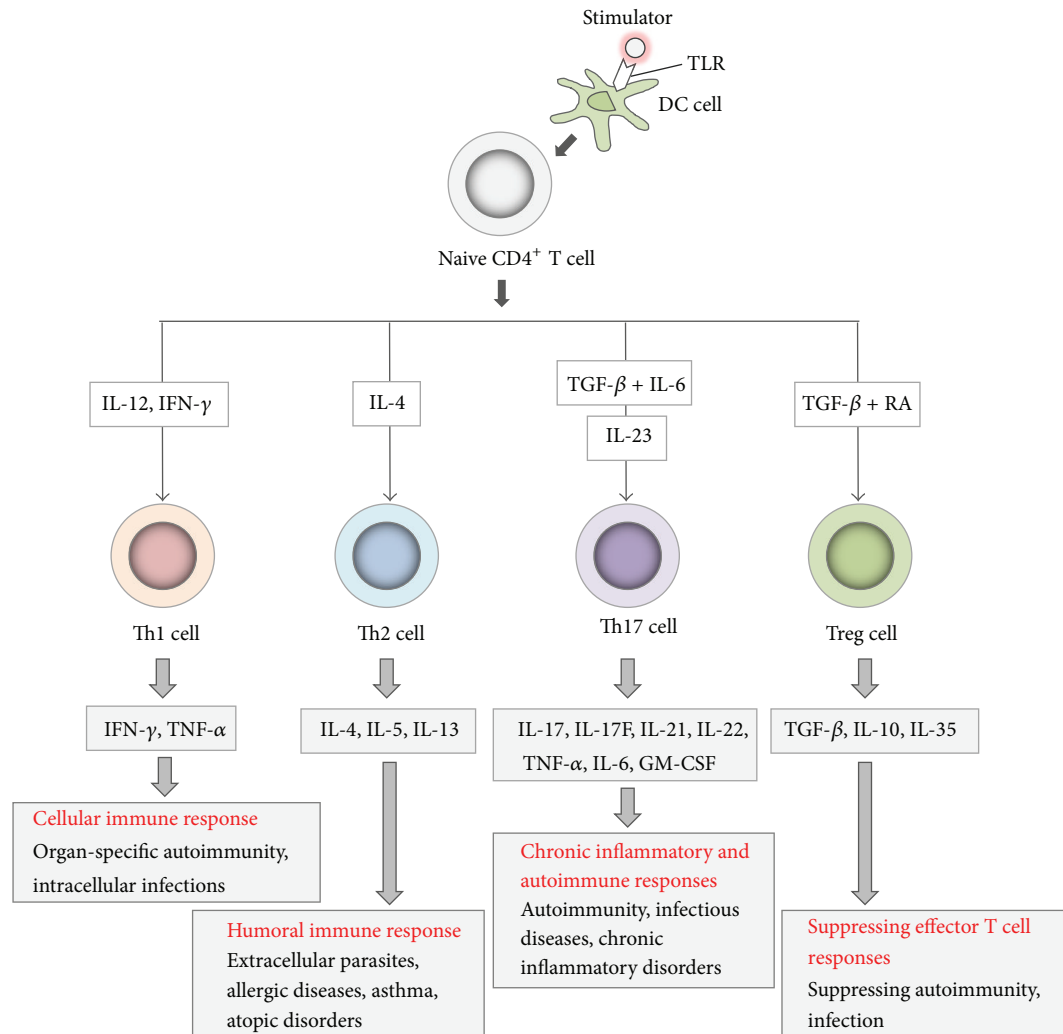 Stimulator
TLR
DC cell
Naive CD4⁺ T cell
IL-12, IFN-γ
IL-4
TGF-β + IL-6
IL-23
TGF-β + RA
Th1 cell
Th2 cell
Th17 cell
Treg cell
IFN-γ, TNF-α
IL-4, IL-5, IL-13
IL-17, IL-17F, IL-21, IL-22,
TNF-α, IL-6, GM-CSF
TGF-β, IL-10, IL-35
Cellular immune response
Organ-specific autoimmunity,
intracellular infections
Humoral immune response
Extracellular parasites,
allergic diseases, asthma,
atopic disorders
Chronic inflammatory and
autoimmune responses
Autoimmunity, infectious
diseases, chronic
inflammatory disorders
Suppressing effector T cell
responses
Suppressing autoimmunity,
infection